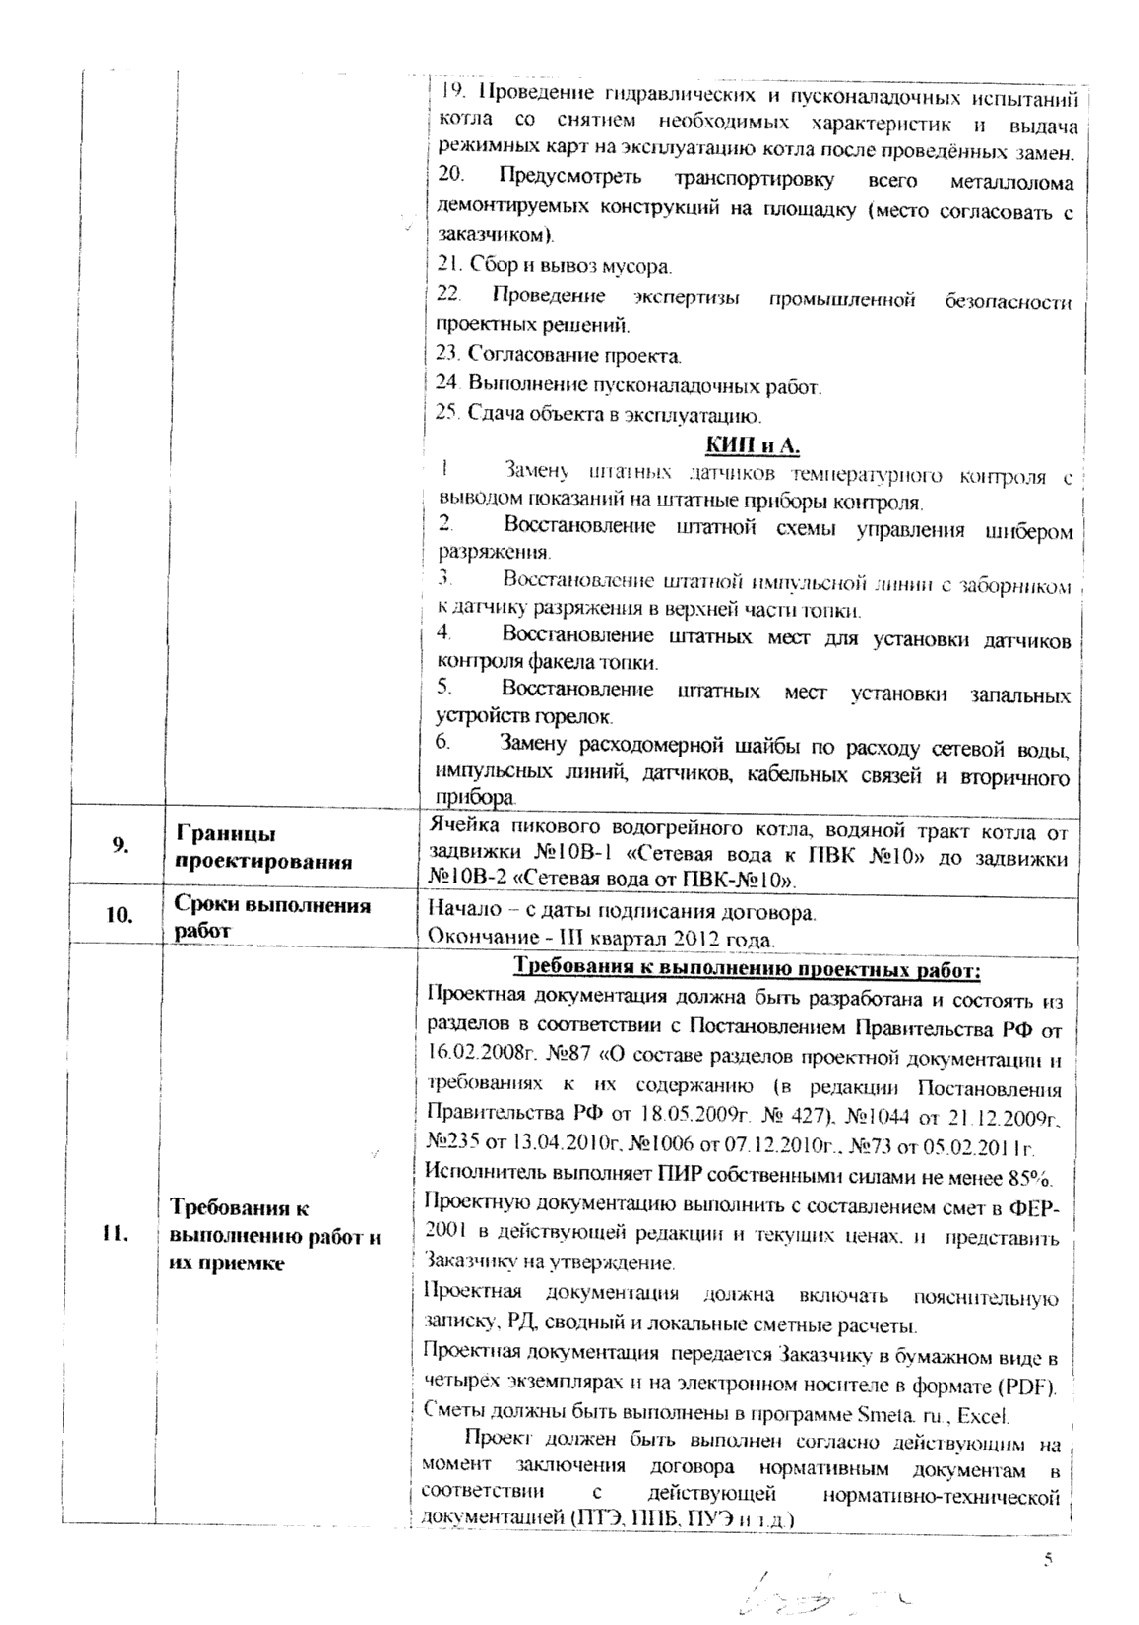 19. Проведение гидравлических и пусконаладочных испытаний
котла со снятием необходимых характеристик и выдача
режимных карт на эксплуатацию котла после проведённых замен.
20. Предусмотреть транспортировку всего металлолома
демонтируемых конструкций на площадку (место согласовать с
заказчиком).
21. Сбор и вывоз мусора.
22. Проведение экспертизы промышленной безопасности
проектных решений.
23. Согласование проекта.
24. Выполнение пусконаладочных работ.
25. Сдача объекта в эксплуатацию.
КИП и А.
1 Замену штатных датчиков температурного контроля с
выводом показаний на штатные приборы контроля.
2. Восстановление штатной схемы управления шибером
разряжения.
3. Восстановление штатной импульсной линии с заборником
к датчику разряжения в верхней части топки.
4. Восстановление штатных мест для установки датчиков
контроля факела топки.
5. Восстановление штатных мест установки запальных
устройств горелок.
6. Замену расходомерной шайбы по расходу сетевой воды,
импульсных линий, датчиков, кабельных связей и вторичного
прибора.
9.
Границы
проектирования
Ячейка пикового водогрейного котла, водяной тракт котла от
задвижки №10В-1 «Сетевая вода к ПВК №10» до задвижки
№10В-2 «Сетевая вода от ПВК-№10».
10.
Сроки выполнения
работ
Начало – с даты подписания договора.
Окончание - III квартал 2012 года.
11.
Требования к
выполнению работ и
их приемке
Требования к выполнению проектных работ:
Проектная документация должна быть разработана и состоять из
разделов в соответствии с Постановлением Правительства РФ от
16.02.2008г. №87 «О составе разделов проектной документации и
требованиях к их содержанию (в редакции Постановления
Правительства РФ от 18.05.2009г. № 427), №1044 от 21.12.2009г,
№235 от 13.04.2010г, №1006 от 07.12.2010г., №73 от 05.02.2011г.
Исполнитель выполняет ПИР собственными силами не менее 85%.
Проектную документацию выполнить с составлением смет в ФЕР-
2001 в действующей редакции и текущих ценах. и представить
Заказчику на утверждение.
Проектная документация должна включать пояснительную
записку, РД, сводный и локальные сметные расчеты.
Проектная документация передается Заказчику в бумажном виде в
четырёх экземплярах и на электронном носителе в формате (PDF).
Сметы должны быть выполнены в программе Smeta. ru., Excel.
Проект должен быть выполнен согласно действующим на
момент заключения договора нормативным документам в
соответствии с действующей нормативно-технической
документацией (ПТЭ, ППБ, ПУЭ и т.д.)
5